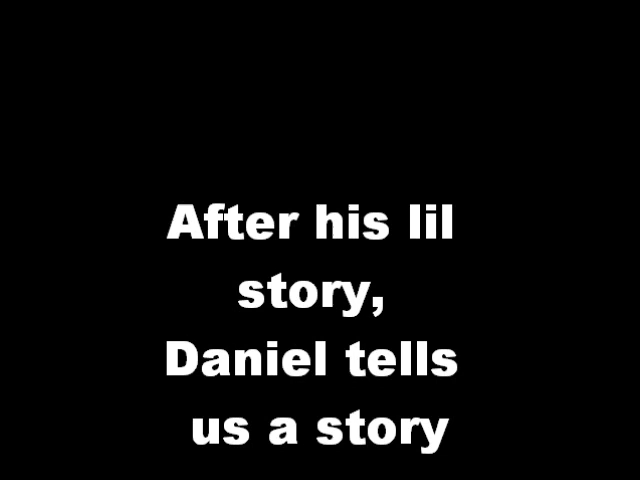 After his lil
story,
Daniel tells
us a story